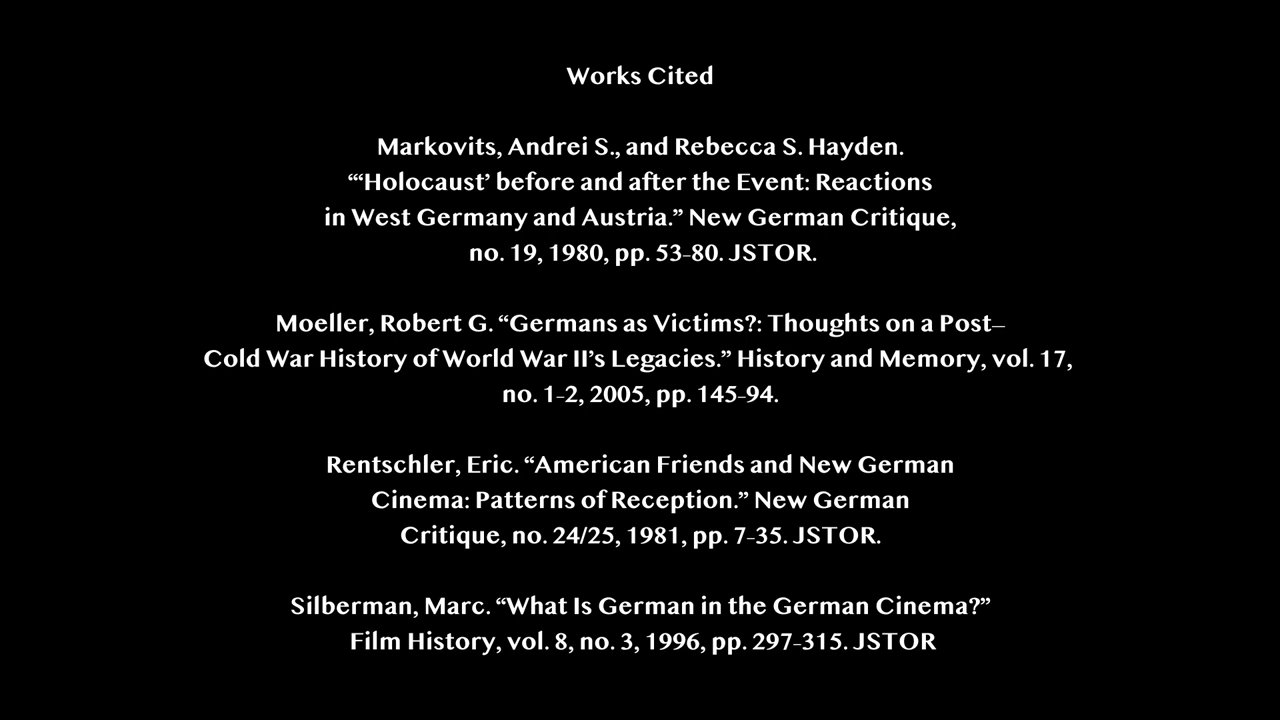 Works Cited
Markovits, Andrei S., and Rebecca S. Hayden.
“‘Holocaust’ before and after the Event: Reactions
in West Germany and Austria.” New German Critique,
no. 19, 1980, pp. 53-80. JSTOR.
Moeller, Robert G. “Germans as Victims?: Thoughts on a Post–
Cold War History of World War II’s Legacies.” History and Memory, vol. 17,
no. 1-2, 2005, pp. 145-94.
Rentschler, Eric. “American Friends and New German
Cinema: Patterns of Reception.” New German
Critique, no. 24/25, 1981, pp. 7-35. JSTOR.
Silberman, Marc. “What Is German in the German Cinema?”
Film History, vol. 8, no. 3, 1996, pp. 297-315. JSTOR